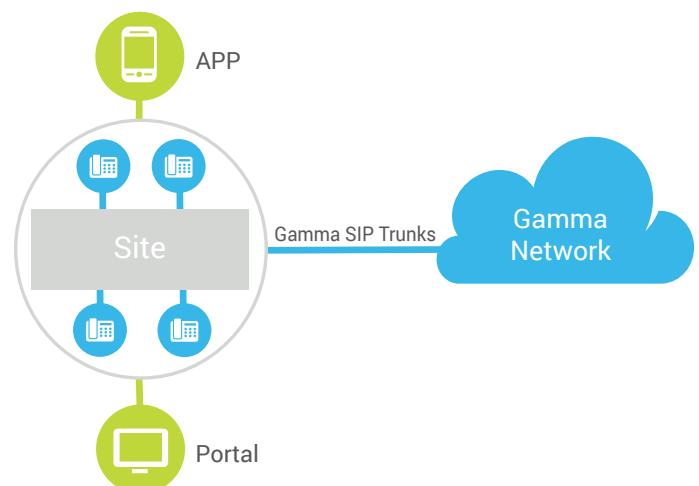 APP
Site
Gamma SIP Trunks
Gamma
Network
Portal